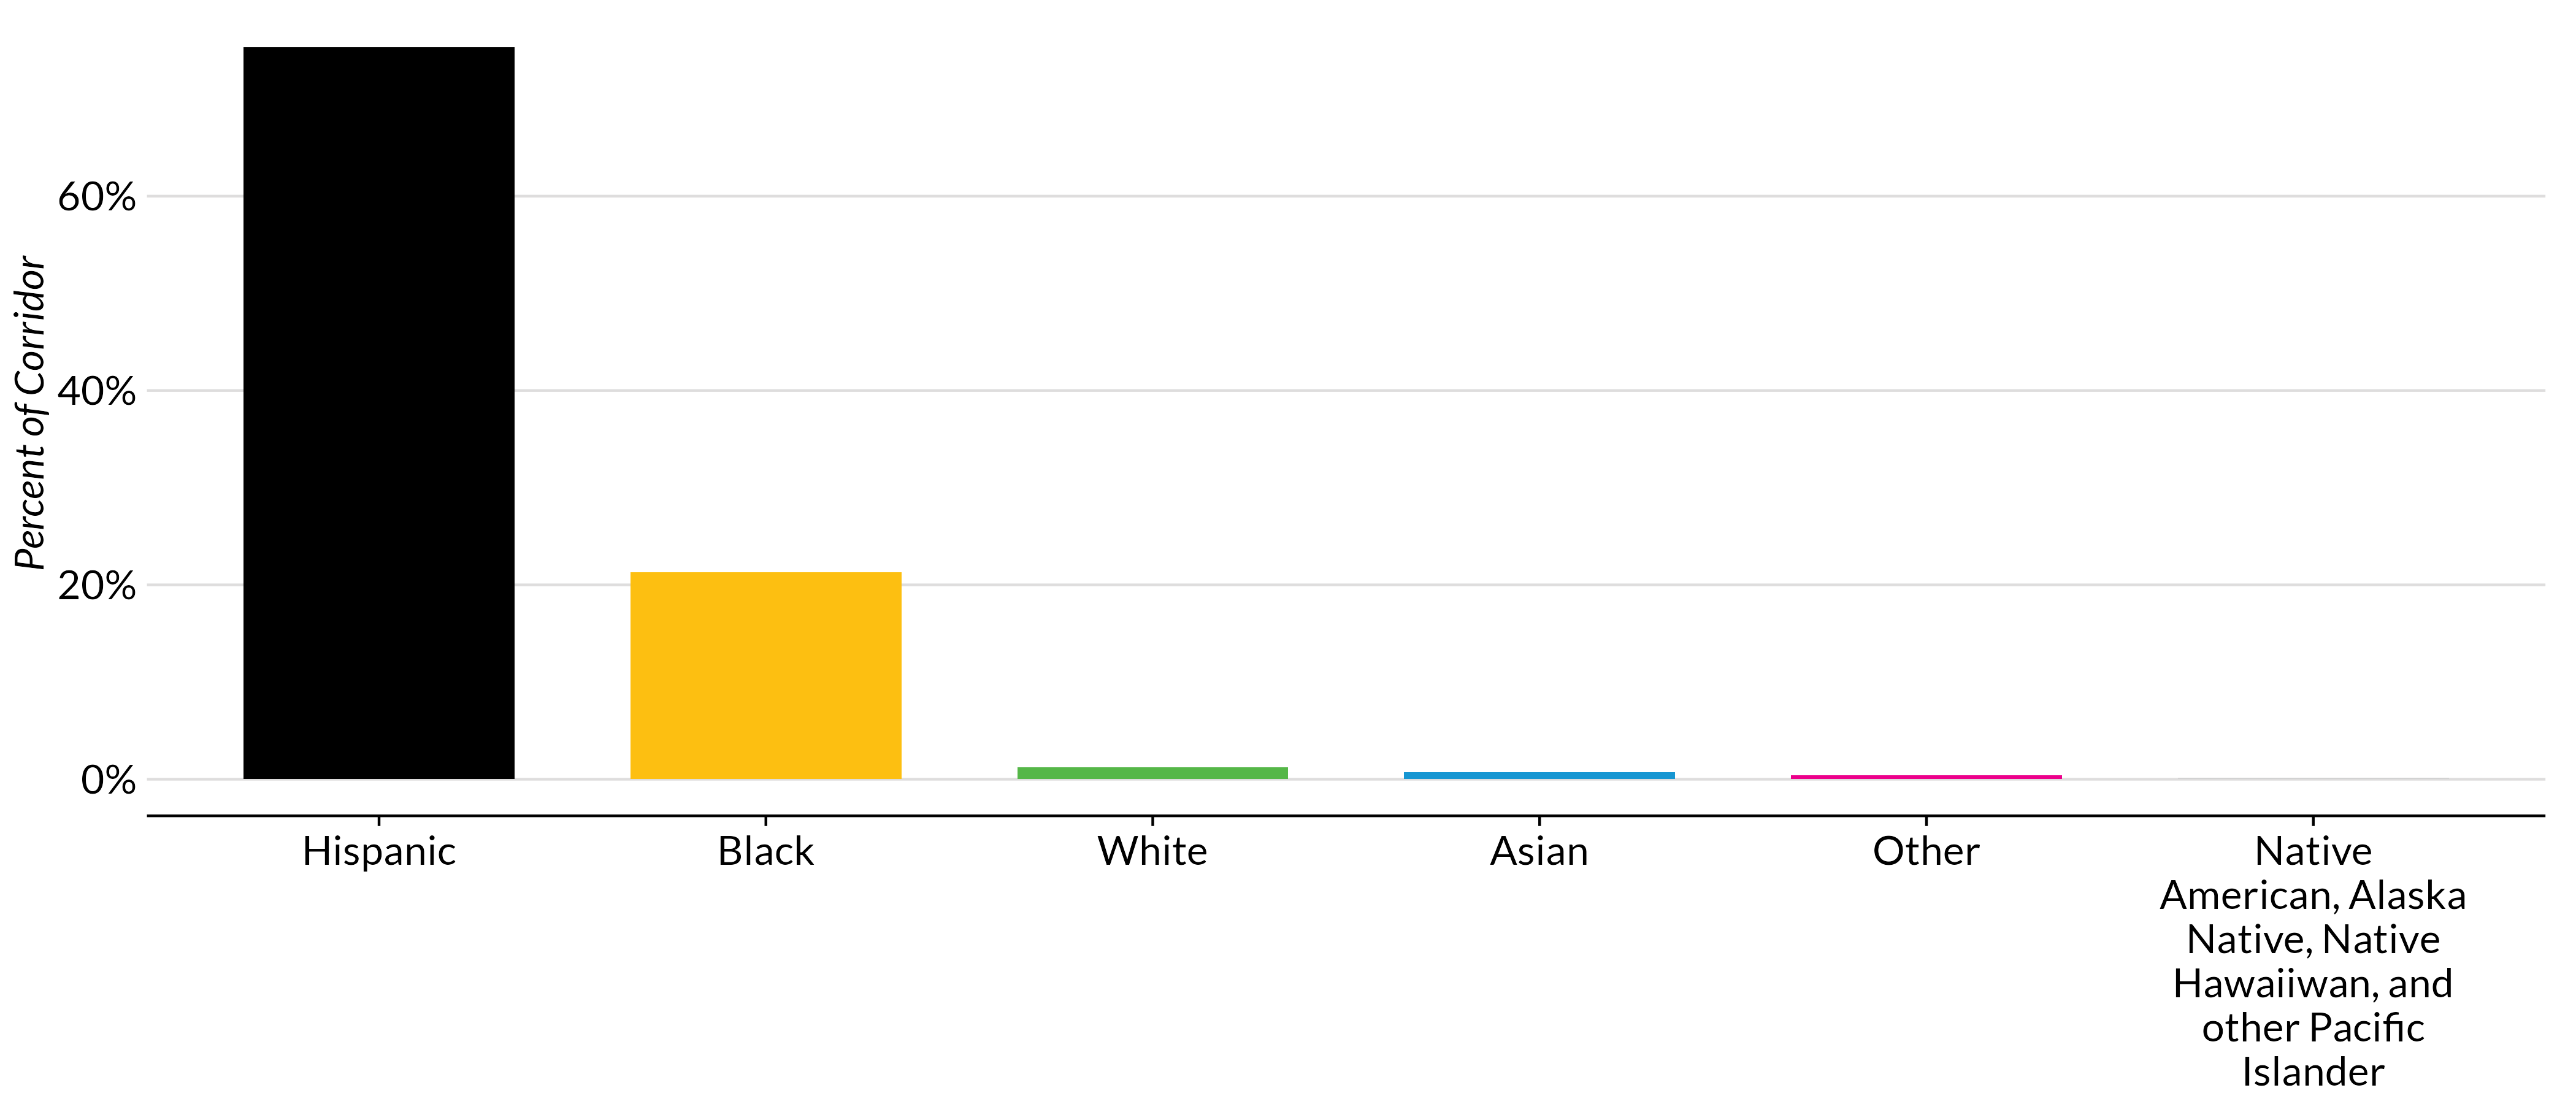 Percent of Corridor
60%
40%
20%
0%
Hispanic
Black
White
Asian
Other
Native
American, Alaska
Native, Native
Hawaiiwan, and
other Pacific
Islander